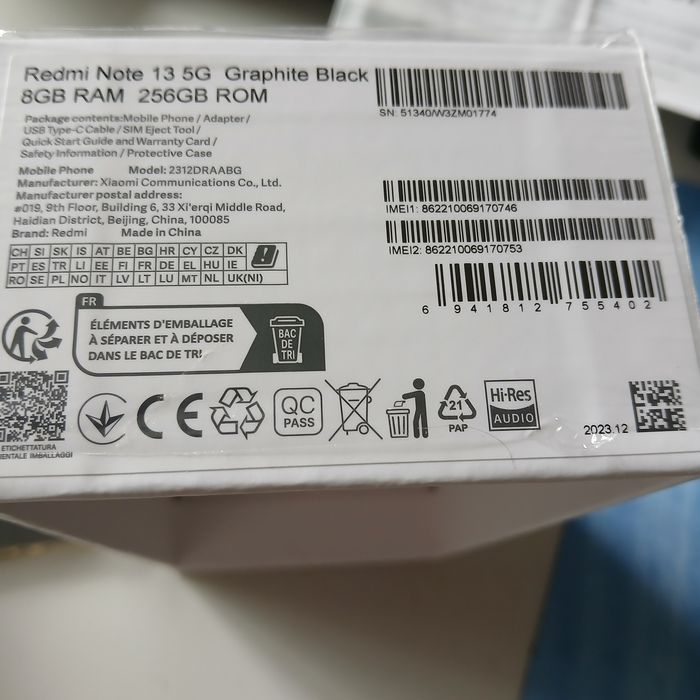 Redmi Note 13 5G Graphite Black
8GB RAM 256GB ROM
SN: 51340/W3ZM01774
Package contents:Mobile Phone / Adapter /
USB Type-C Cable / SIM Eject Tool /
Quick Start Guide and Warranty Card /
Safety Information / Protective Case
Mobile Phone Model: 2312DRAABG
Manufacturer: Xiaomi Communications Co., Ltd.
Manufacturer postal address:
#019, 9th Floor, Building 6, 33 Xi'erqi Middle Road,
Haidian District, Beijing, China, 100085
Brand: Redmi Made in China
IMEI1: 862210069170746
IMEI2: 862210069170753
6 941812 755402
CH SI SK IS AT BE BG HR CY CZ DK
PT ES TR LI EE FI FR DE EL HU IE
RO SE PL NO IT LV LT LU MT NL UK(NI)
FR
ÉLÉMENTS D'EMBALLAGE
À SÉPARER ET À DÉPOSER
DANS LE BAC DE TRI
BAC
DE
TRI
CE
QC
PASS
21
PAP
Hi-Res
AUDIO
2023.12
ETICHETTATURA
IMBALLAGGI